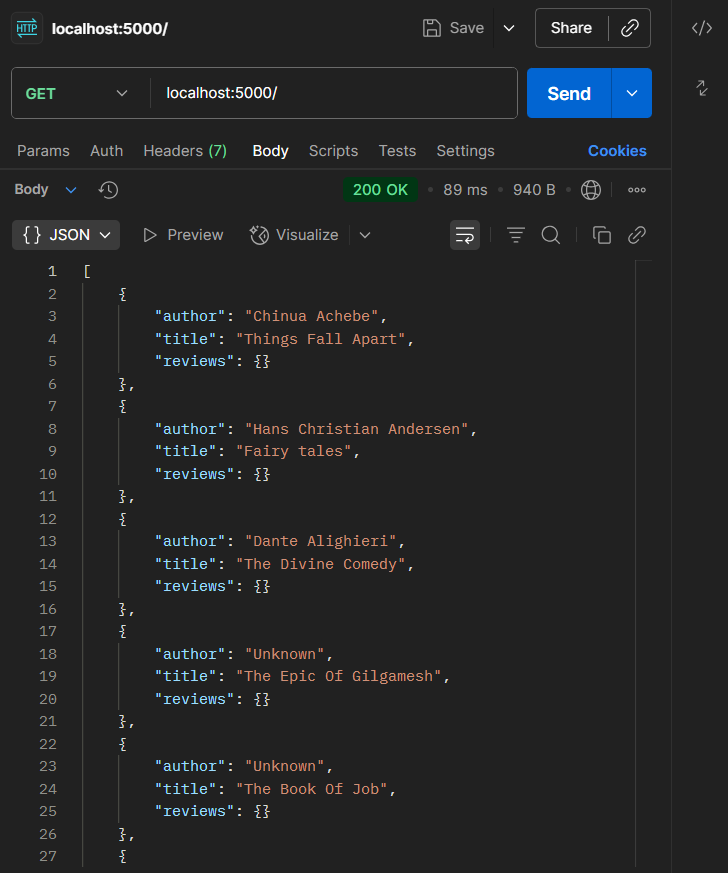 HTTP localhost:5000/ Save Share
GET localhost:5000/ Send
Params Auth Headers (7) Body Scripts Tests Settings Cookies
Body 200 OK • 89 ms • 940 B •
{} JSON Preview Visualize
1 [
2 {
3 "author": "Chinua Achebe",
4 "title": "Things Fall Apart",
5 "reviews": {}
6 },
7 {
8 "author": "Hans Christian Andersen",
9 "title": "Fairy tales",
10 "reviews": {}
11 },
12 {
13 "author": "Dante Alighieri",
14 "title": "The Divine Comedy",
15 "reviews": {}
16 },
17 {
18 "author": "Unknown",
19 "title": "The Epic Of Gilgamesh",
20 "reviews": {}
21 },
22 {
23 "author": "Unknown",
24 "title": "The Book Of Job",
25 "reviews": {}
26 },
27 {